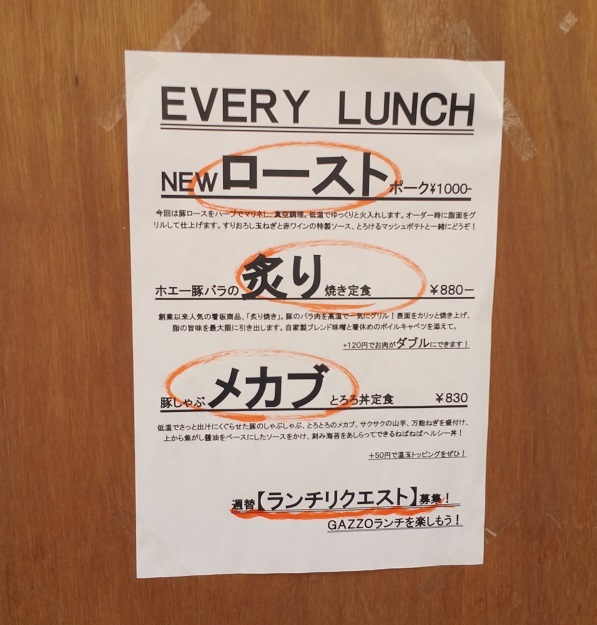 EVERY LUNCH
NEWローストポーク¥1000-
今回は豚ロースをハーブでマリネし、真空調理。低温でゆっくりと火入れします。オーダー時に脂面をグ
リルして仕上げます。すりおろし玉ねぎと赤ワインの特製ソース、とろけるマッシュポテトと一緒にどうぞ！
ホエー豚バラの炙り焼き定食 ￥880ー
創業以来人気の看板商品、「炙り焼き」。豚のバラ肉を高温で一気にグリル！表面をカリッと焼き上げ、
脂の旨味を最大限に引き出します。自家製ブレンド味噌と箸休めのボイルキャベツを添えて。
+120円でお肉がダブルにできます！
豚しゃぶメカブとろろ丼定食 ￥830
低温でさっと出汁にくぐらせた豚のしゃぶしゃぶ、とろとろのメカブ、サクサクの山芋、万能ねぎを盛付け、
上から焦がし醤油をベースにしたソースをかけ、刻み海苔をあしらってできるねばねばヘルシー丼！
＋50円で温玉トッピングをぜひ！
週替【ランチリクエスト】募集！
GAZZOランチを楽しもう！